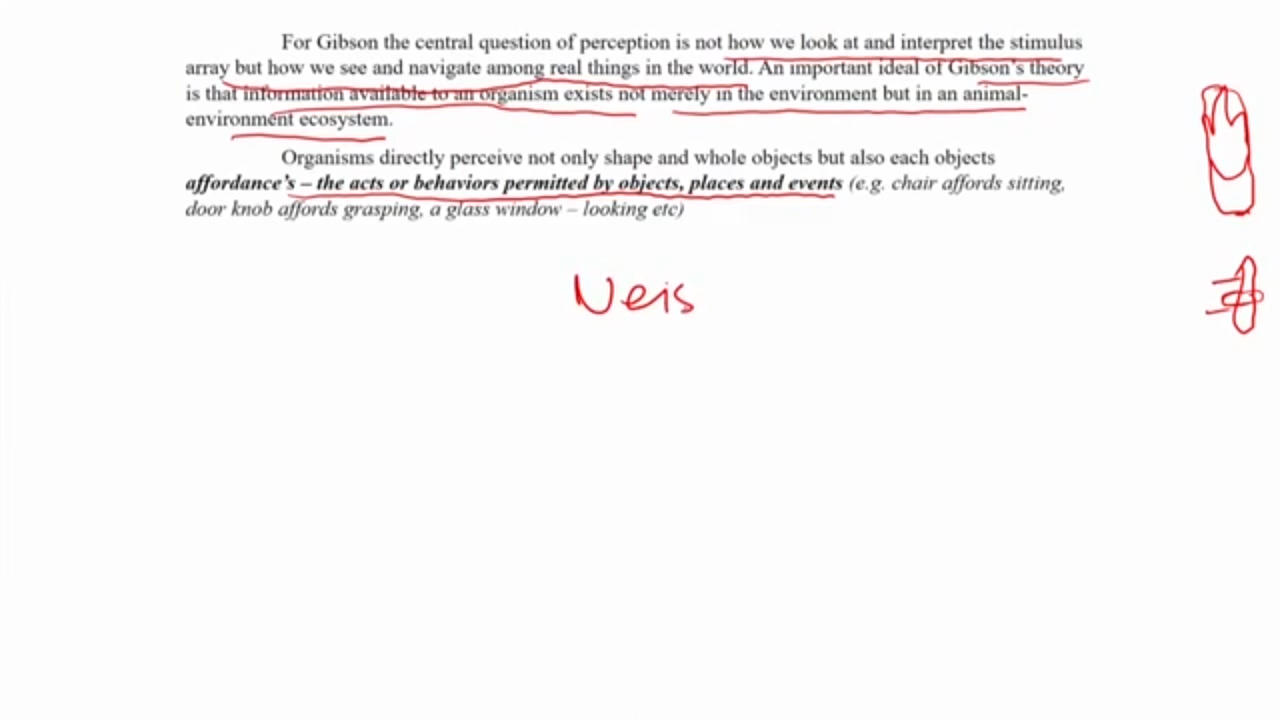 For Gibson the central question of perception is not how we look at and interpret the stimulus
array but how we see and navigate among real things in the world. An important ideal of Gibson's theory
is that information available to an organism exists not merely in the environment but in an animal-
environment ecosystem.
Organisms directly perceive not only shape and whole objects but also each objects
affordance's – the acts or behaviors permitted by objects, places and events (e.g. chair affords sitting,
door knob affords grasping, a glass window – looking etc)
Neis